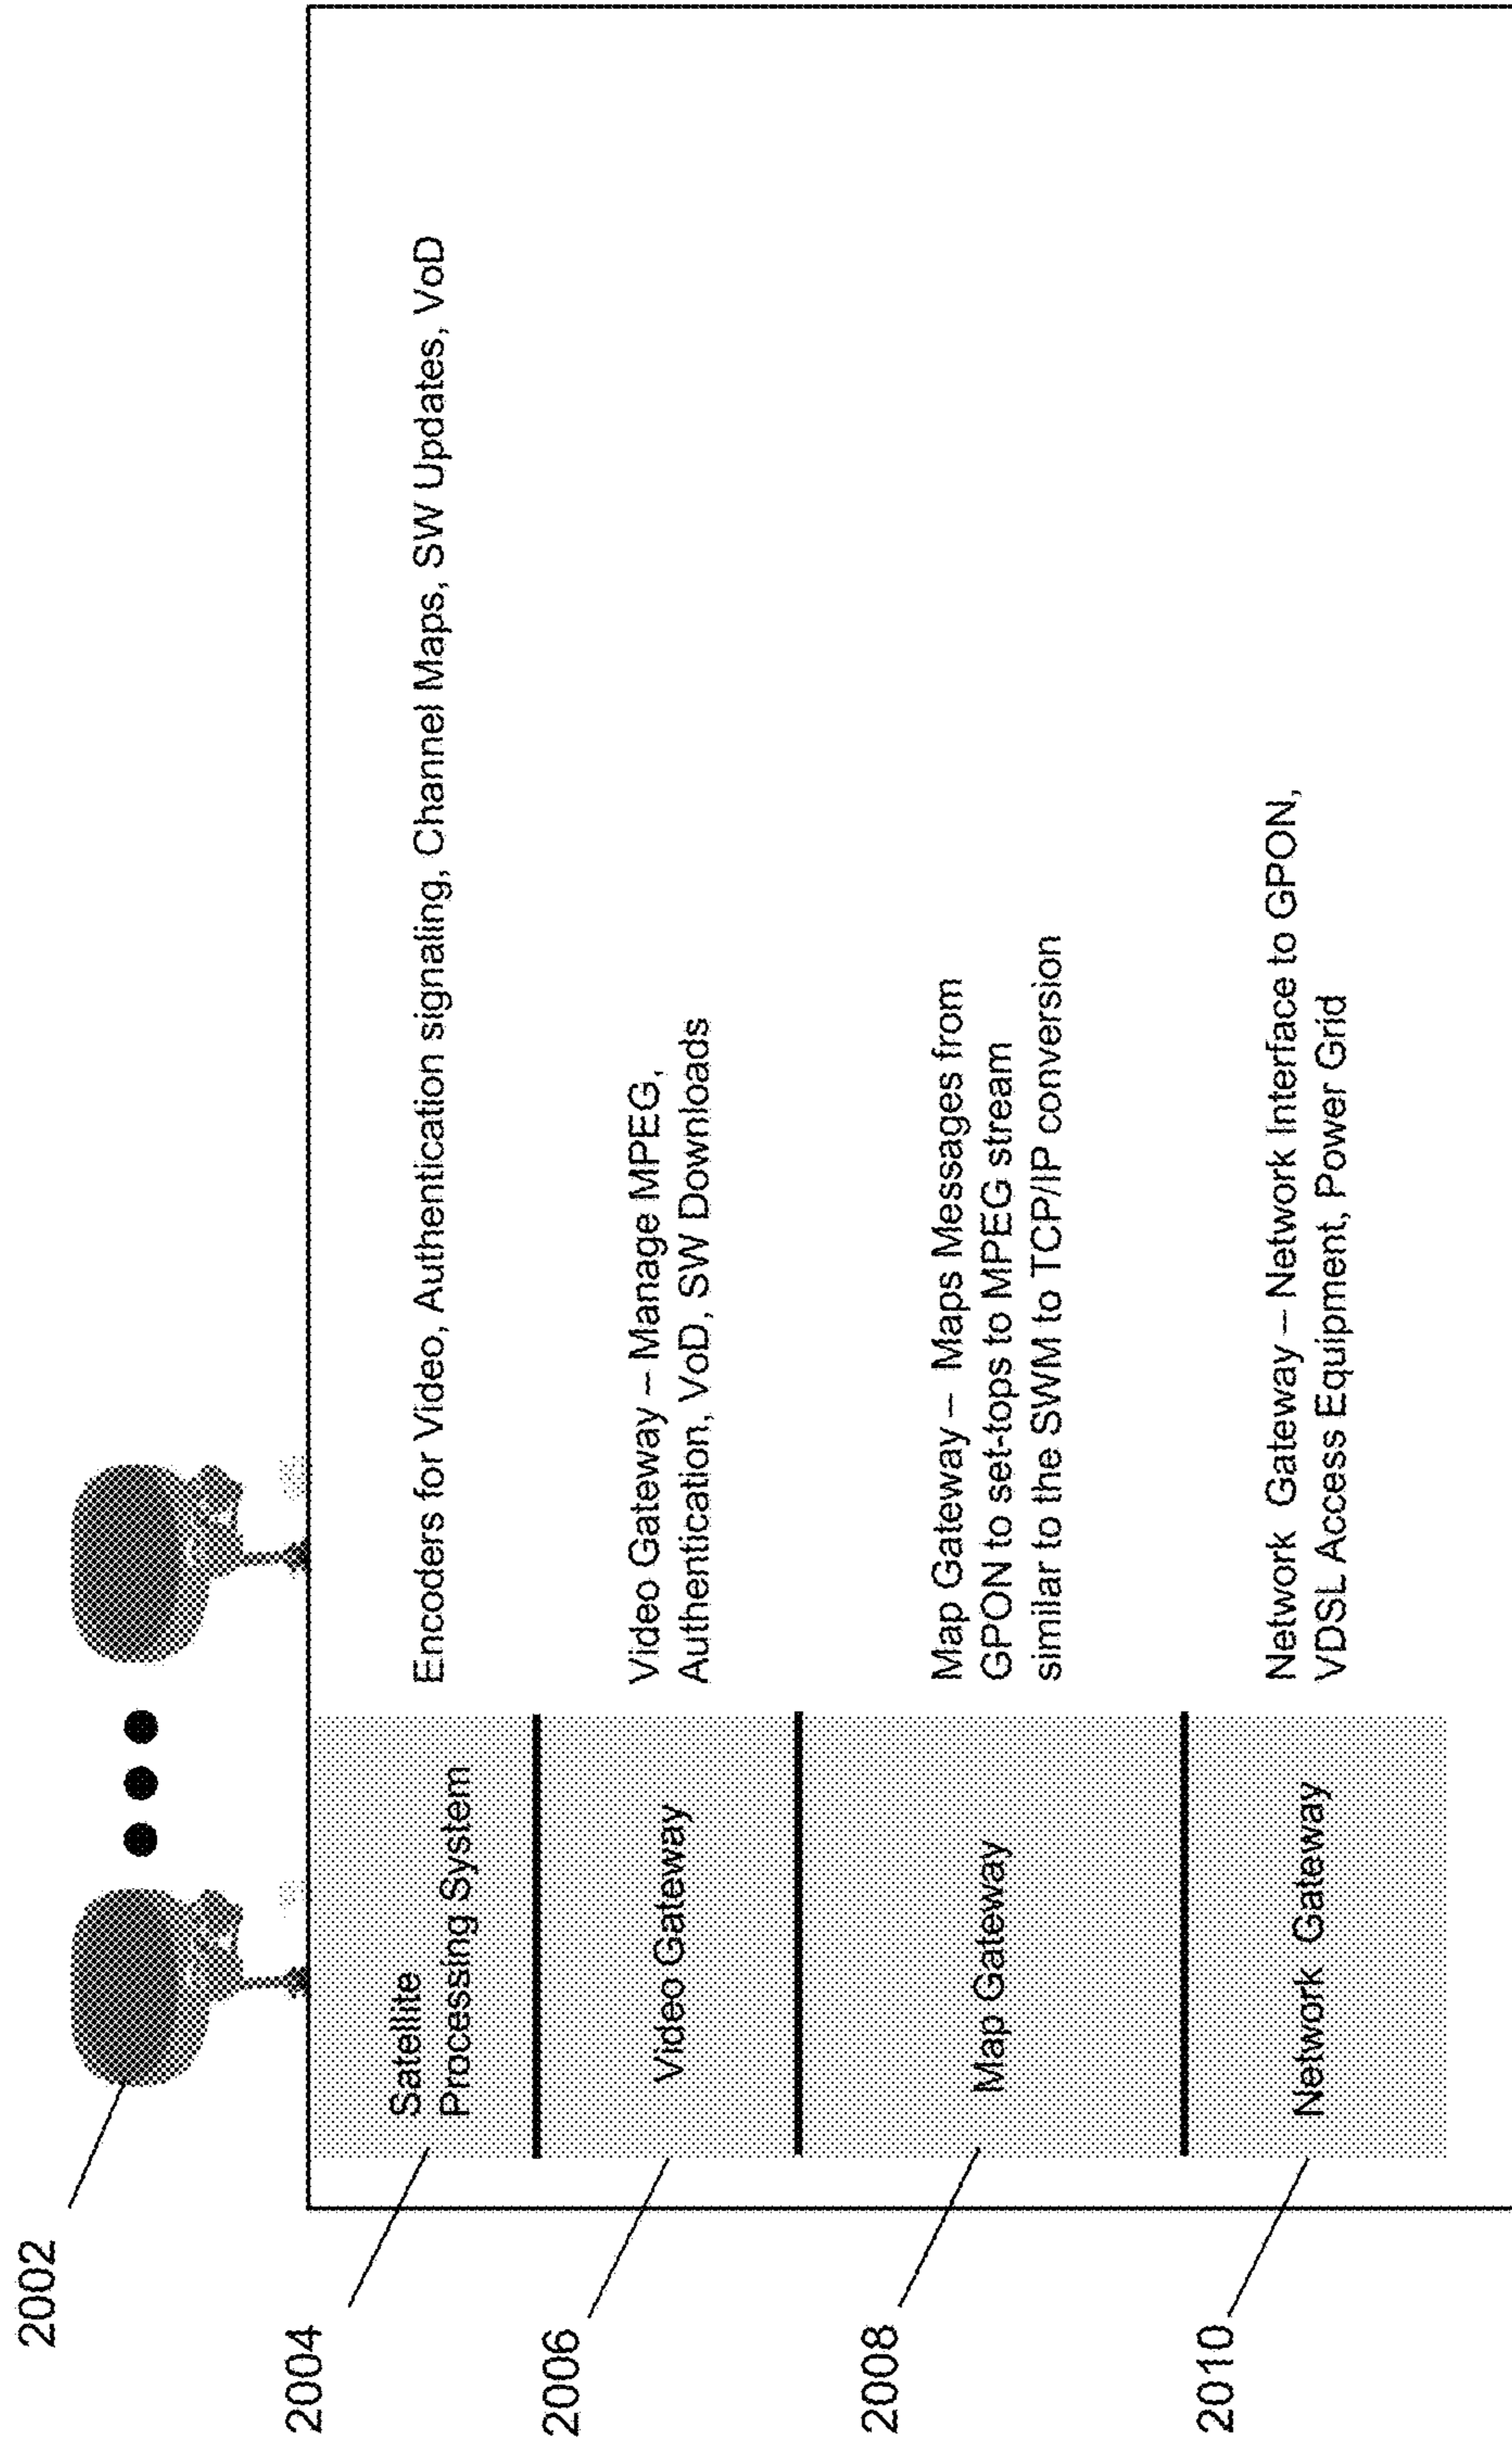 2002
2004
Satellite
Processing System
Encoders for Video, Authentication signaling, Channel Maps, SW Updates, VoD
2006
Video Gateway
Video Gateway – Manage MPEG,
Authentication, VoD, SW Downloads
2008
Map Gateway
Map Gateway – Maps Messages from
GPON to set-tops to MPEG stream
similar to the SWM to TCP/IP conversion
2010
Network Gateway
Network Gateway – Network Interface to GPON,
VDSL Access Equipment, Power Grid